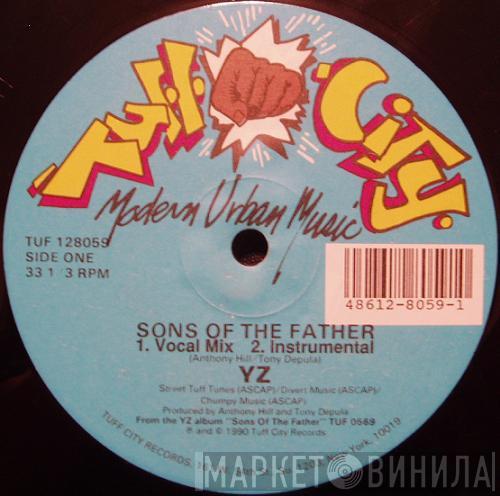 Tuff City
Modern Urban Music
TUF 128059
SIDE ONE
33 1/3 RPM
48612-8059-1
SONS OF THE FATHER
1. Vocal Mix 2. Instrumental
(Anthony Hill/Tony Depula)
YZ
Street Tuff Tunes (ASCAP)/Divert Music (ASCAP)/
Chumpy Music (ASCAP)
Produced by Anthony Hill and Tony Depula
From the YZ album "Sons Of The Father" TUF 0569
℗ and © 1990 Tuff City Records
TUFF CITY RECORDS, York, New York, 10019
МАРКЕТ ВИНИЛА